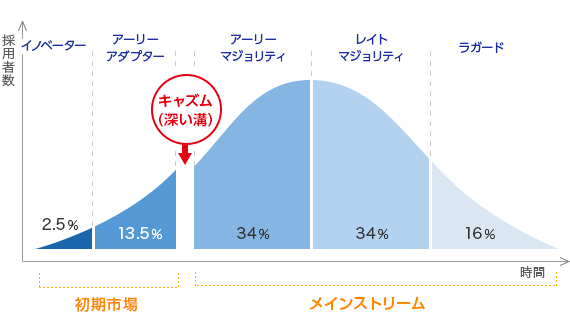 採用者数
イノベーター
アーリー
アダプター
アーリー
マジョリティ
レイト
マジョリティ
ラガード
キャズム
(深い溝)
2.5%
13.5%
34%
34%
16%
時間
初期市場
メインストリーム